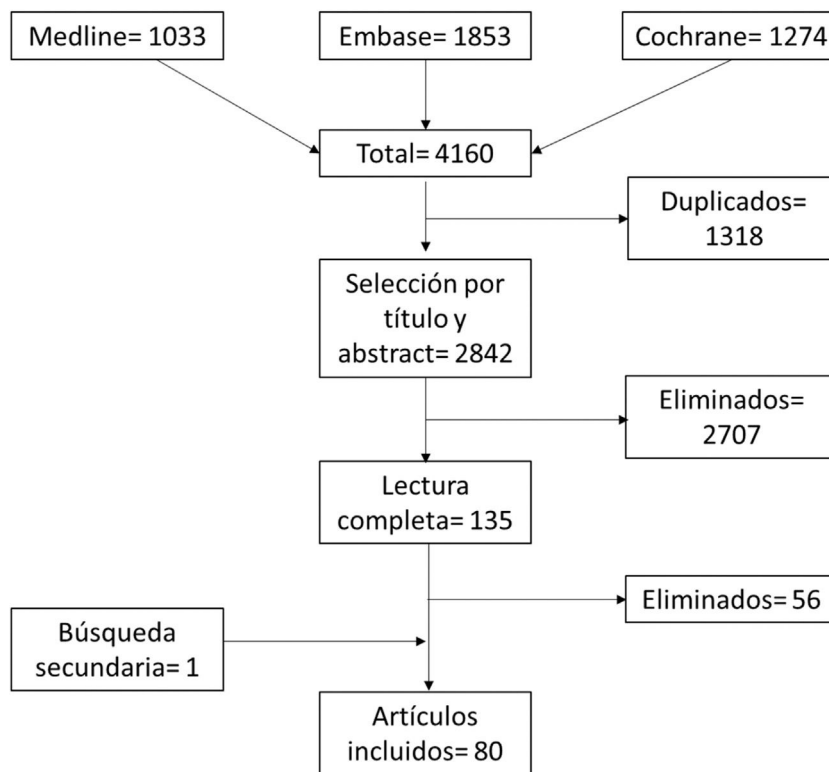 Medline= 1033
Embase= 1853
Cochrane= 1274
Total= 4160
Duplicados=
1318
Selección por
título y
abstract= 2842
Eliminados=
2707
Lectura
completa= 135
Eliminados= 56
Búsqueda
secundaria= 1
Artículos
incluidos= 80